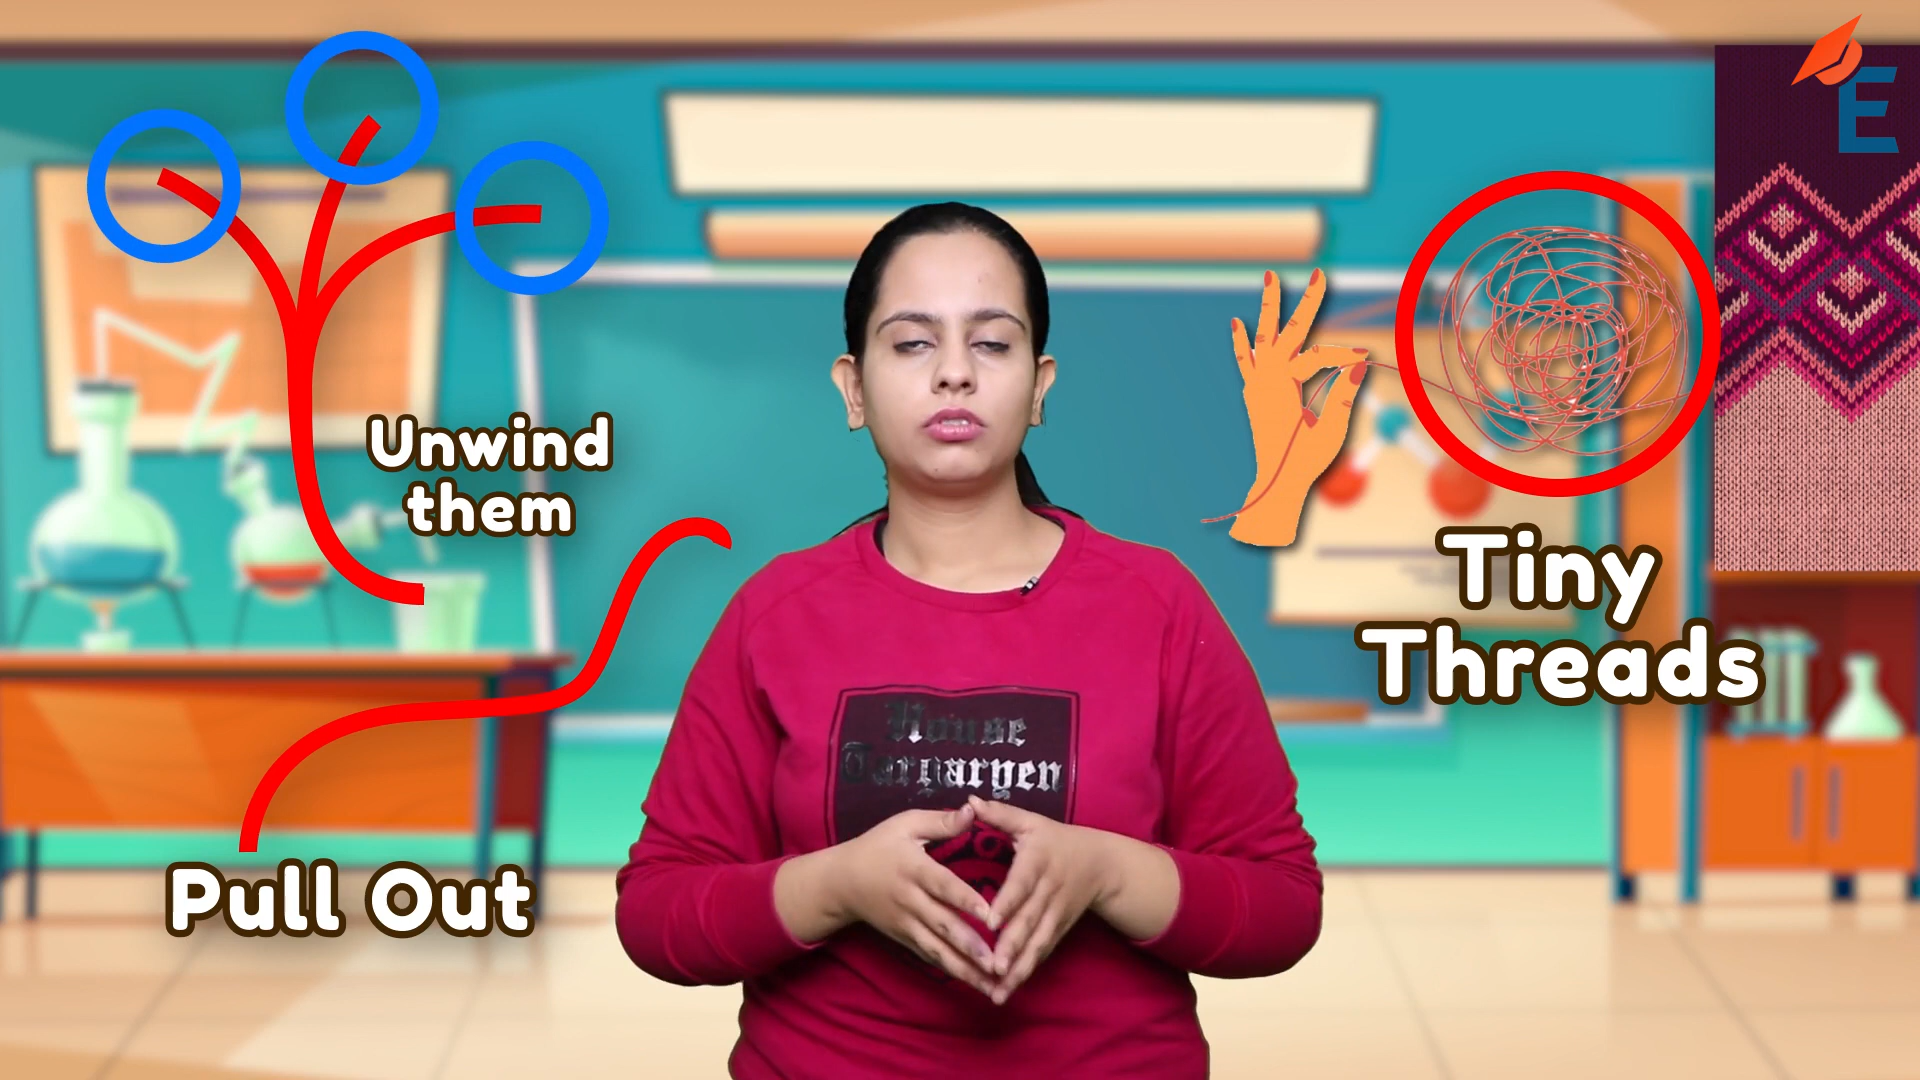 Unwind
them
Pull Out
House
Targaryen
Tiny
Threads
E